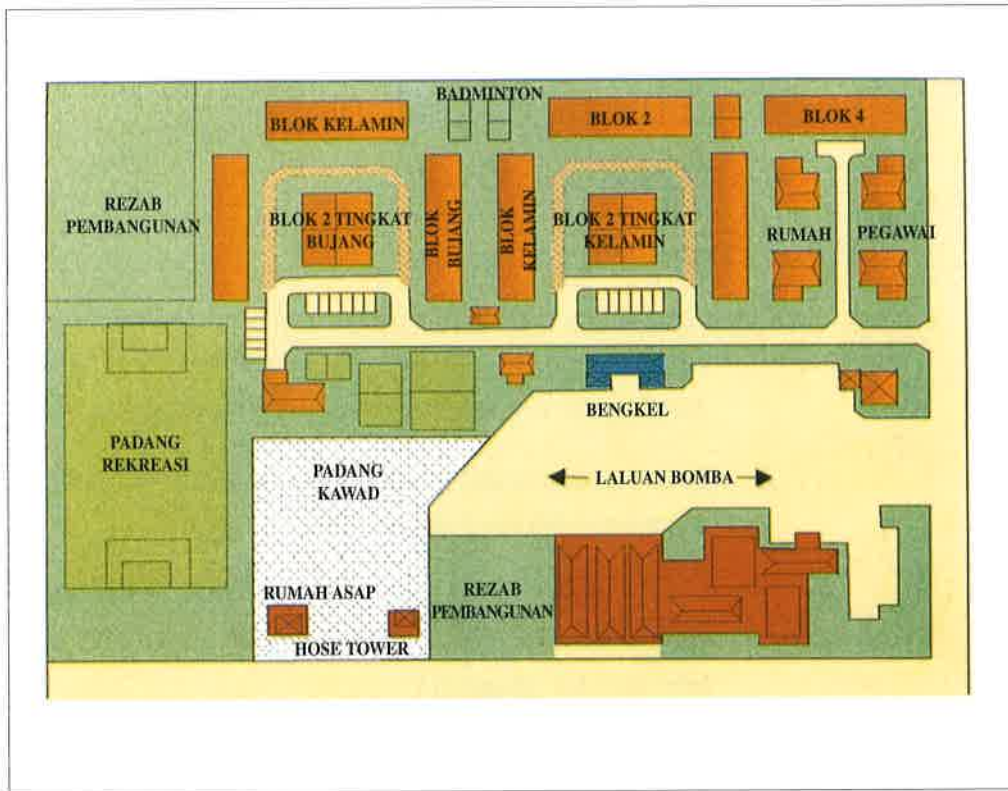 BADMINTON
BLOK KELAMIN
BLOK 2
BLOK 4
REZAB
PEMBANGUNAN
BLOK 2 TINGKAT
BUJANG
BLOK
BUJANG
BLOK
KELAMIN
BLOK 2 TINGKAT
KELAMIN
RUMAH
PEGAWAI
BENGKEL
PADANG
REKREASI
PADANG
KAWAD
LALUAN BOMBA
RUMAH ASAP
HOSE TOWER
REZAB
PEMBANGUNAN